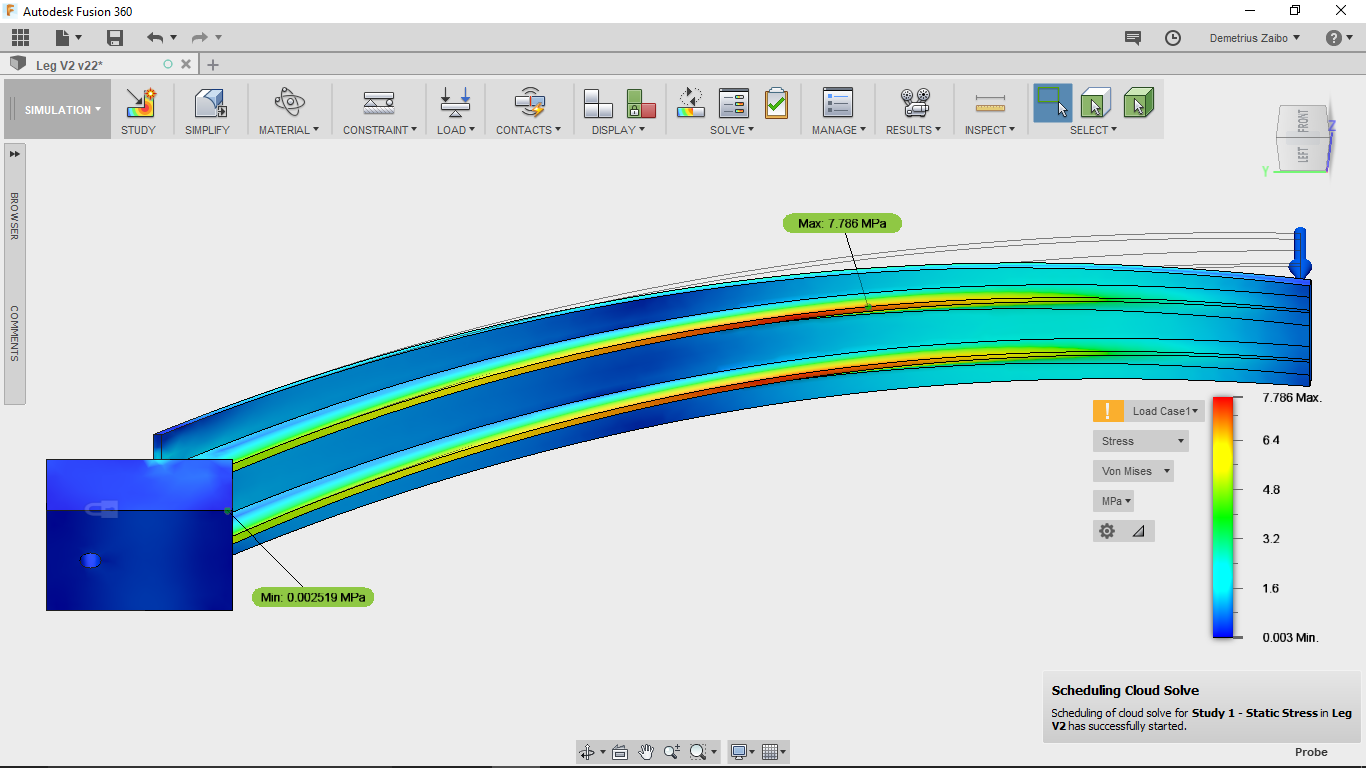 Autodesk Fusion 360
Demetrius Zaibo
Leg V2 v22*
SIMULATION
STUDY
SIMPLIFY
MATERIAL
CONSTRAINT
LOAD
CONTACTS
DISPLAY
SOLVE
MANAGE
RESULTS
INSPECT
SELECT
FRONT
LEFT
Z
Y
BROWSER
COMMENTS
Max: 7.786 MPa
Min: 0.002519 MPa
Load Case1
Stress
Von Mises
MPa
7.786 Max.
6.4
4.8
3.2
1.6
0.003 Min.
Scheduling Cloud Solve
Scheduling of cloud solve for Study 1 - Static Stress in Leg
V2 has successfully started.
Probe